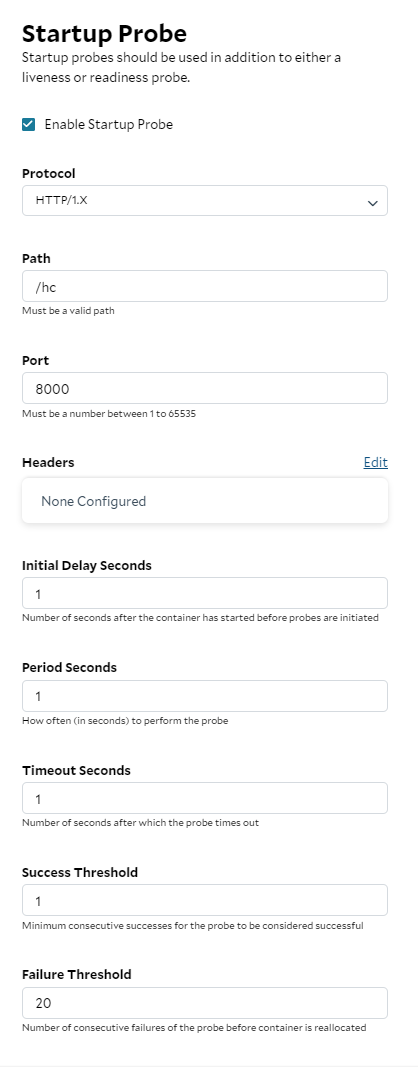 Startup Probe
Startup probes should be used in addition to either a
liveness or readiness probe.
Enable Startup Probe
Protocol
HTTP/1.X
Path
/hc
Must be a valid path
Port
8000
Must be a number between 1 to 65535
Headers Edit
None Configured
Initial Delay Seconds
1
Number of seconds after the container has started before probes are initiated
Period Seconds
1
How often (in seconds) to perform the probe
Timeout Seconds
1
Number of seconds after which the probe times out
Success Threshold
1
Minimum consecutive successes for the probe to be considered successful
Failure Threshold
20
Number of consecutive failures of the probe before container is reallocated